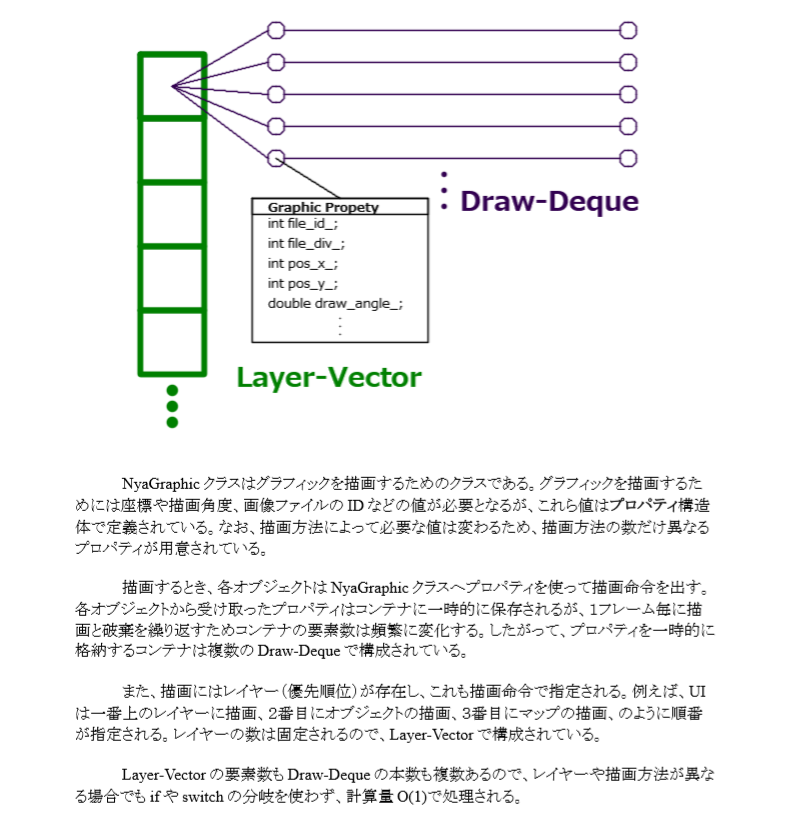 Draw-Deque
Graphic Propety
int file_id_;
int file_div_;
int pos_x_;
int pos_y_;
double draw_angle_;
Layer-Vector
NyaGraphic クラスはグラフィックを描画するためのクラスである。グラフィックを描画するた
めには座標や描画角度、画像ファイルの ID などの値が必要となるが、これら値はプロパティ構造
体で定義されている。なお、描画方法によって必要な値は変わるため、描画方法の数だけ異なる
プロパティが用意されている。
描画するとき、各オブジェクトは NyaGraphic クラスへプロパティを使って描画命令を出す。
各オブジェクトから受け取ったプロパティはコンテナに一時的に保存されるが、1フレーム毎に描
画と破棄を繰り返すためコンテナの要素数は頻繁に変化する。したがって、プロパティを一時的に
格納するコンテナは複数の Draw-Deque で構成されている。
また、描画にはレイヤー(優先順位)が存在し、これも描画命令で指定される。例えば、UI
は一番上のレイヤーに描画、2番目にオブジェクトの描画、3番目にマップの描画、のように順番
が指定される。レイヤーの数は固定されるので、Layer-Vector で構成されている。
Layer-Vector の要素数も Draw-Deque の本数も複数あるので、レイヤーや描画方法が異な
る場合でも if や switch の分岐を使わず、計算量 O(1)で処理される。